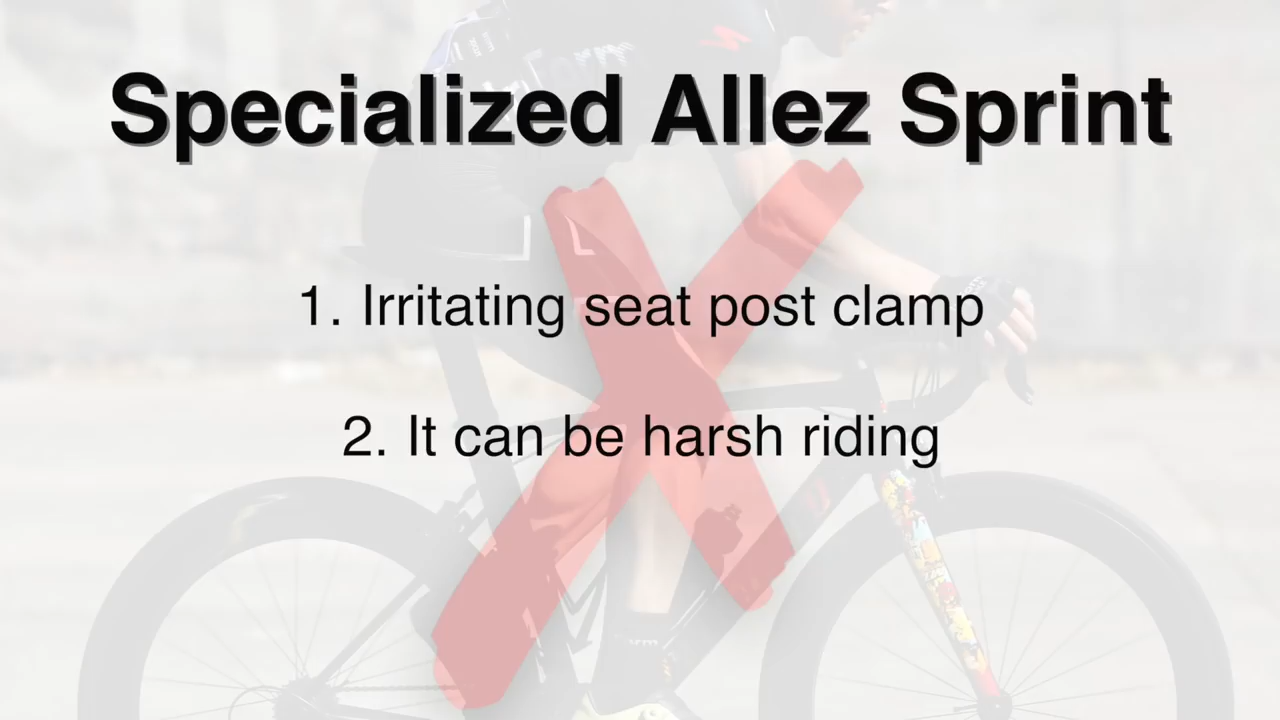 Specialized Allez Sprint
1. Irritating seat post clamp
2. It can be harsh riding